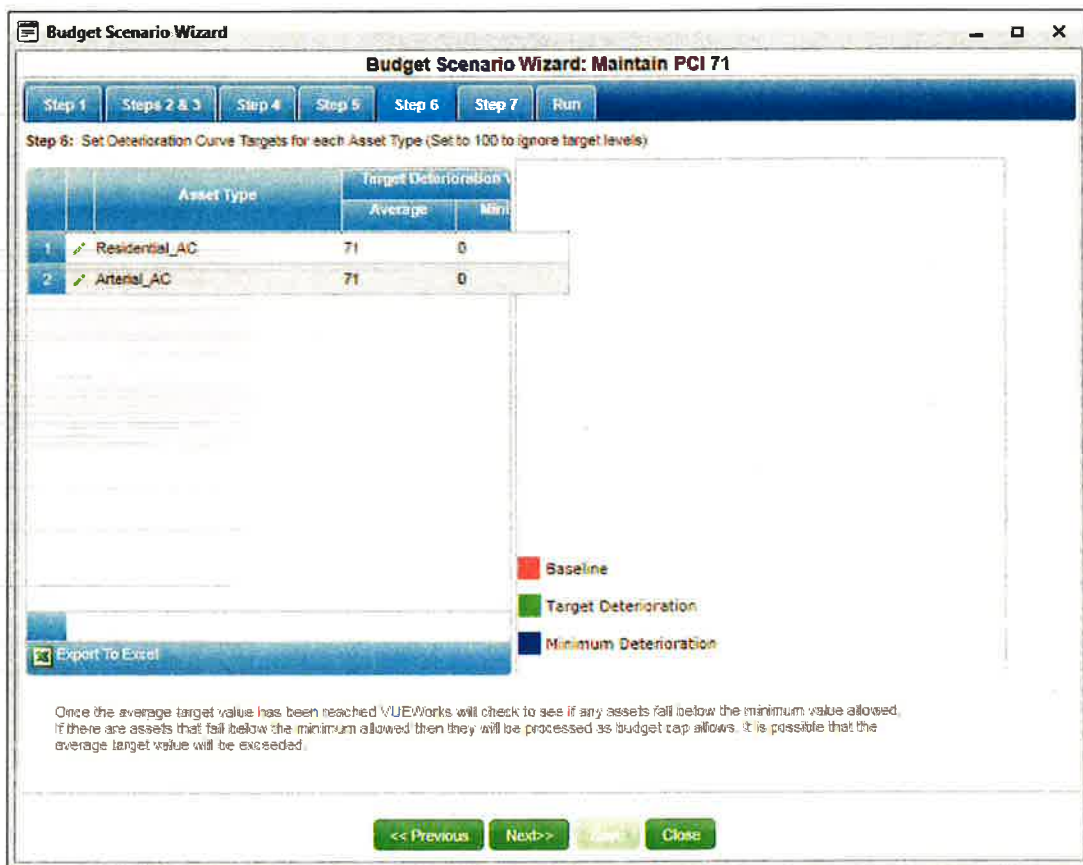 Budget Scenario Wizard
Budget Scenario Wizard: Maintain PCI 71
Step 1 Steps 2 & 3 Step 4 Step 5 Step 6 Step 7 Run
Step 6: Set Deterioration Curve Targets for each Asset Type (Set to 100 to ignore target levels)
Asset Type Target Deterioration V
Average Mini
1 Residential_AC 71 0
2 Arterial_AC 71 0
Baseline
Target Deterioration
Minimum Deterioration
Export To Excel
Once the average target value has been reached VUEWorks will check to see if any assets fall below the minimum value allowed.
If there are assets that fall below the minimum allowed then they will be processed as budget cap allows. It is possible that the
average target value will be exceeded.
<< Previous Next>> Close